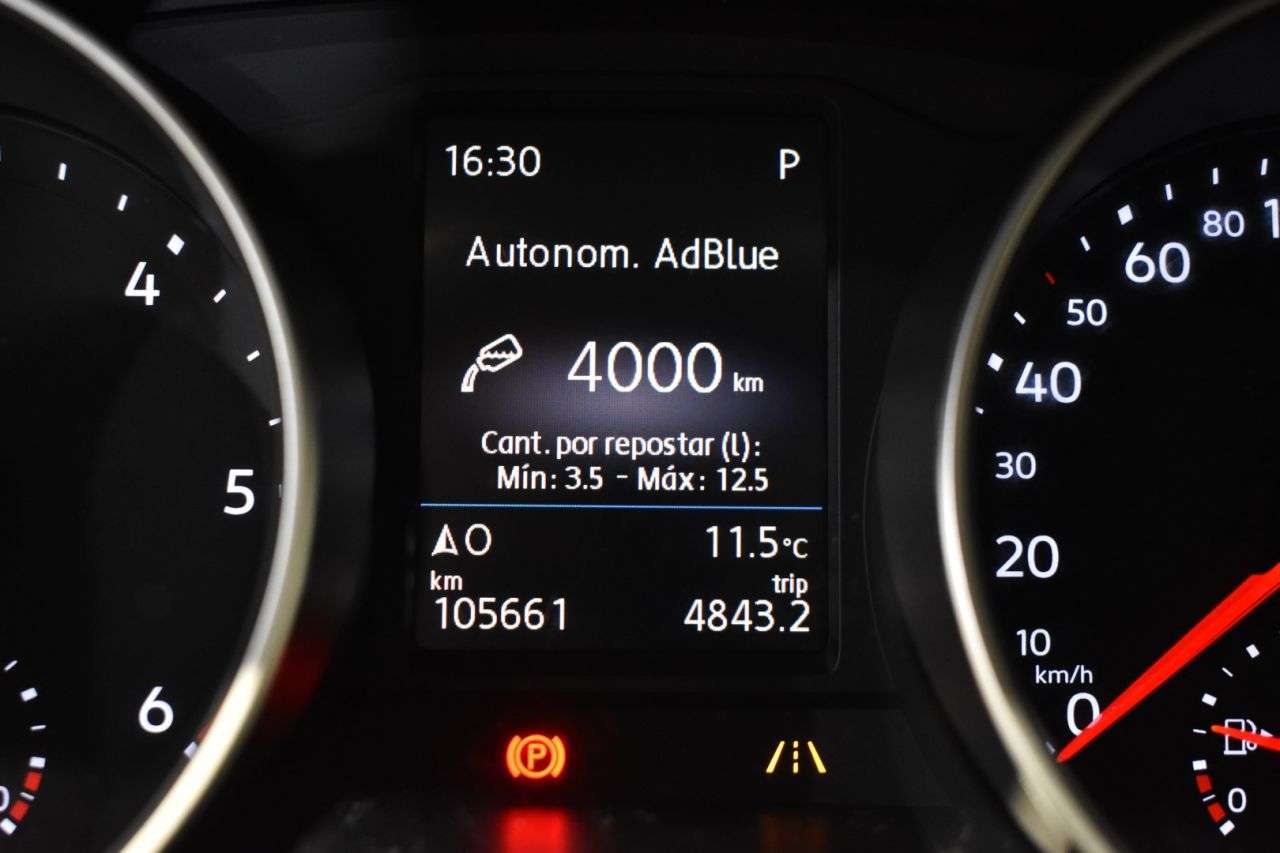 16:30 P
Autonom. AdBlue
4000 km
Cant. por repostar (l):
Mín: 3.5 - Máx: 12.5
O 11.5°C
km trip
105661 4843.2
P
4
5
6
80
60
50
40
30
20
10
km/h
0
0